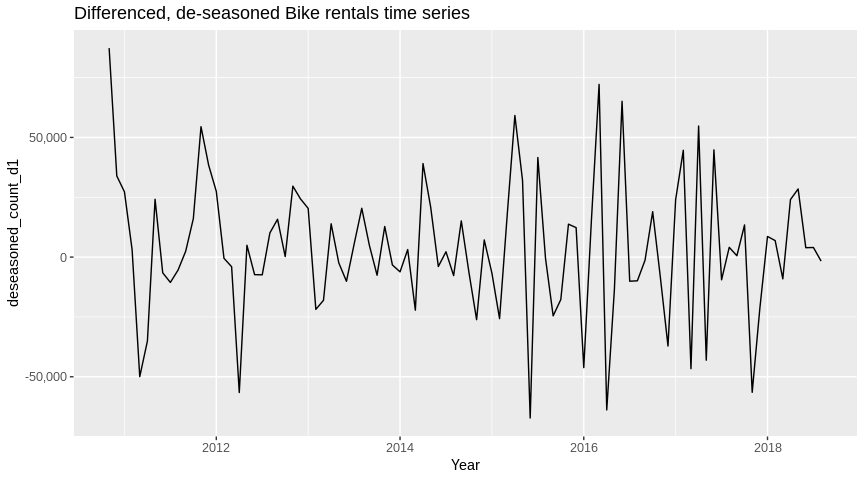 Differenced, de-seasoned Bike rentals time series
deseasoned_count_d1
50,000
0
-50,000
2012 2014 2016 2018
Year